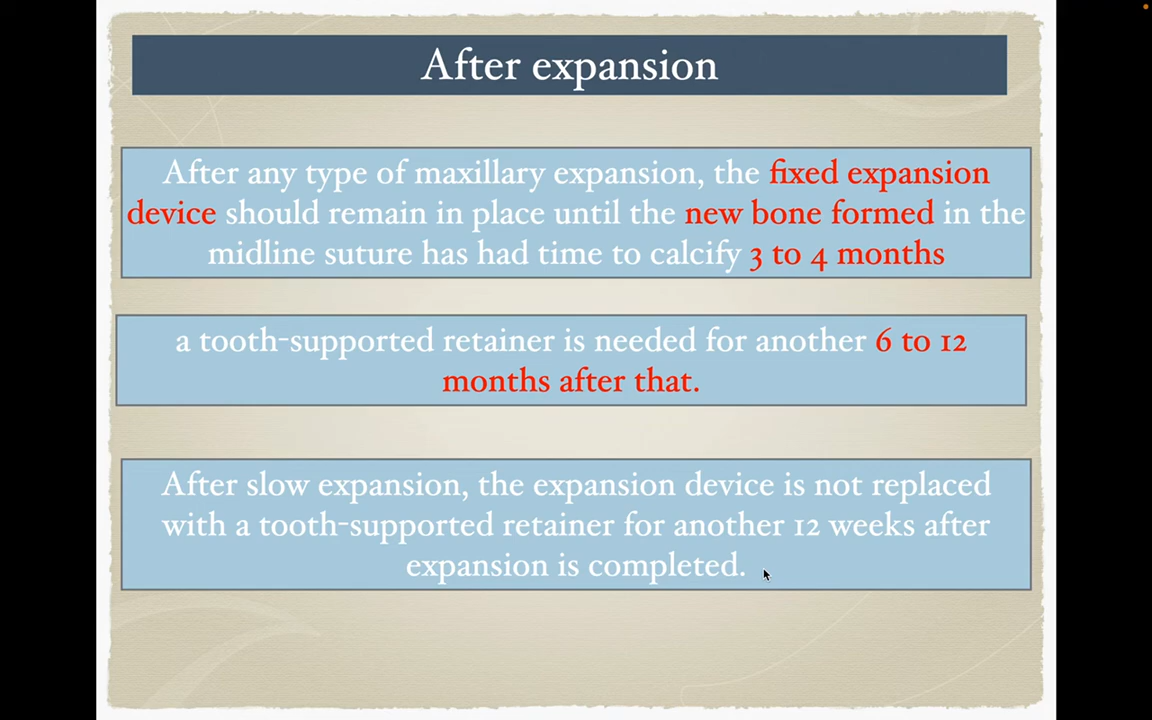 After expansion
After any type of maxillary expansion, the fixed expansion
device should remain in place until the new bone formed in the
midline suture has had time to calcify 3 to 4 months
a tooth-supported retainer is needed for another 6 to 12
months after that.
After slow expansion, the expansion device is not replaced
with a tooth-supported retainer for another 12 weeks after
expansion is completed.